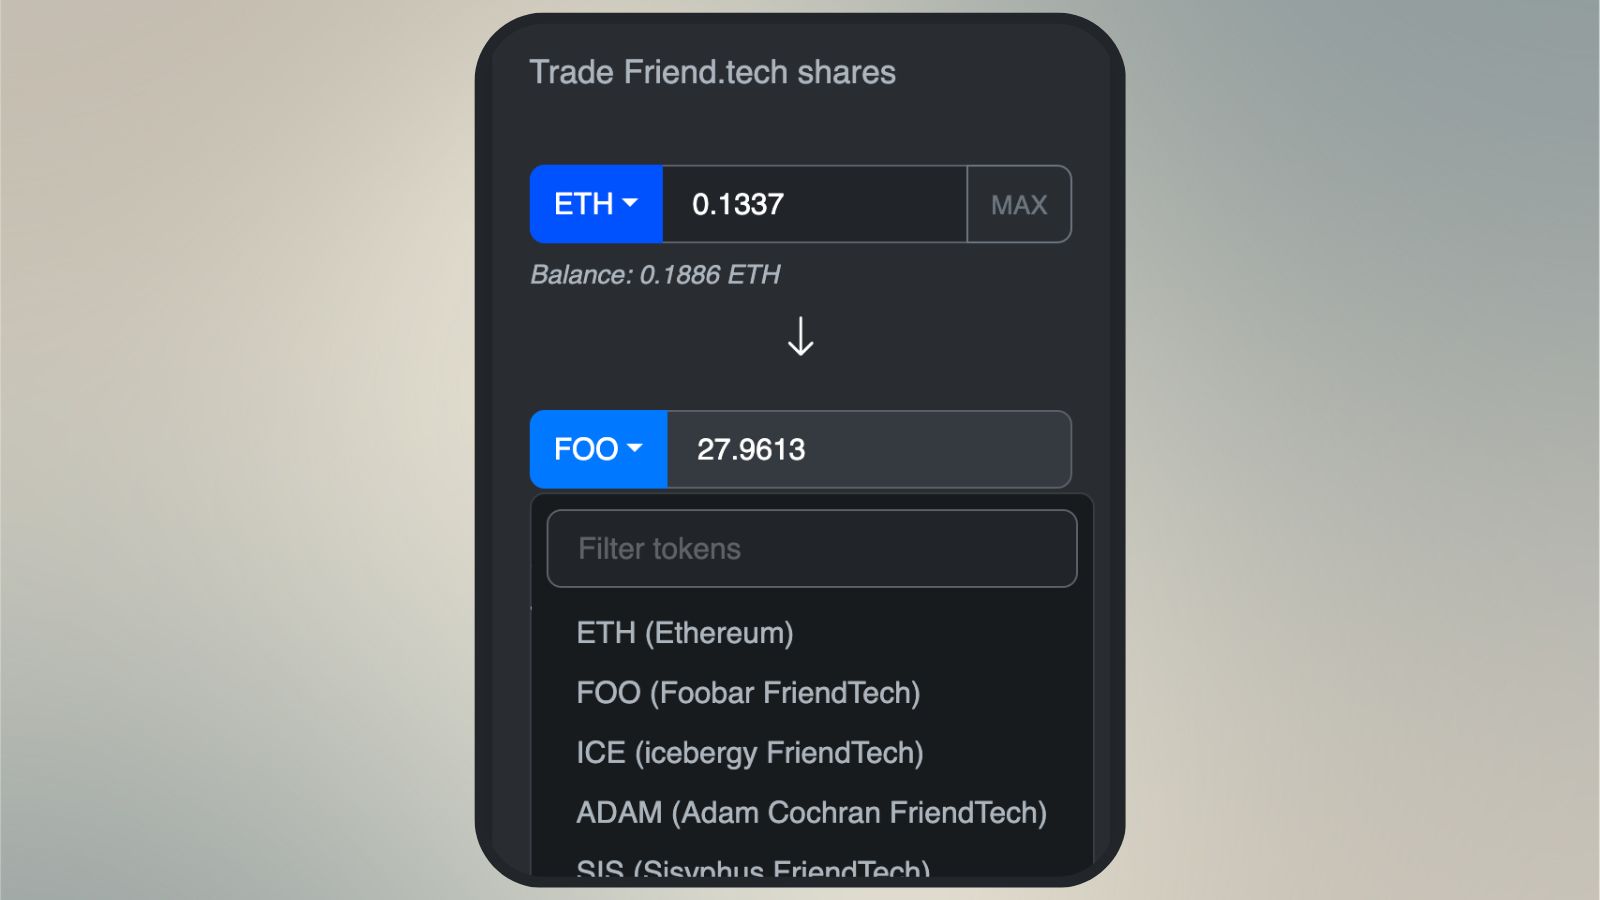 Trade Friend.tech shares
ETH 0.1337 MAX
Balance: 0.1886 ETH
FOO 27.9613
Filter tokens
ETH (Ethereum)
FOO (Foobar FriendTech)
ICE (icebergy FriendTech)
ADAM (Adam Cochran FriendTech)
SIS (Sisyphus FriendTech)